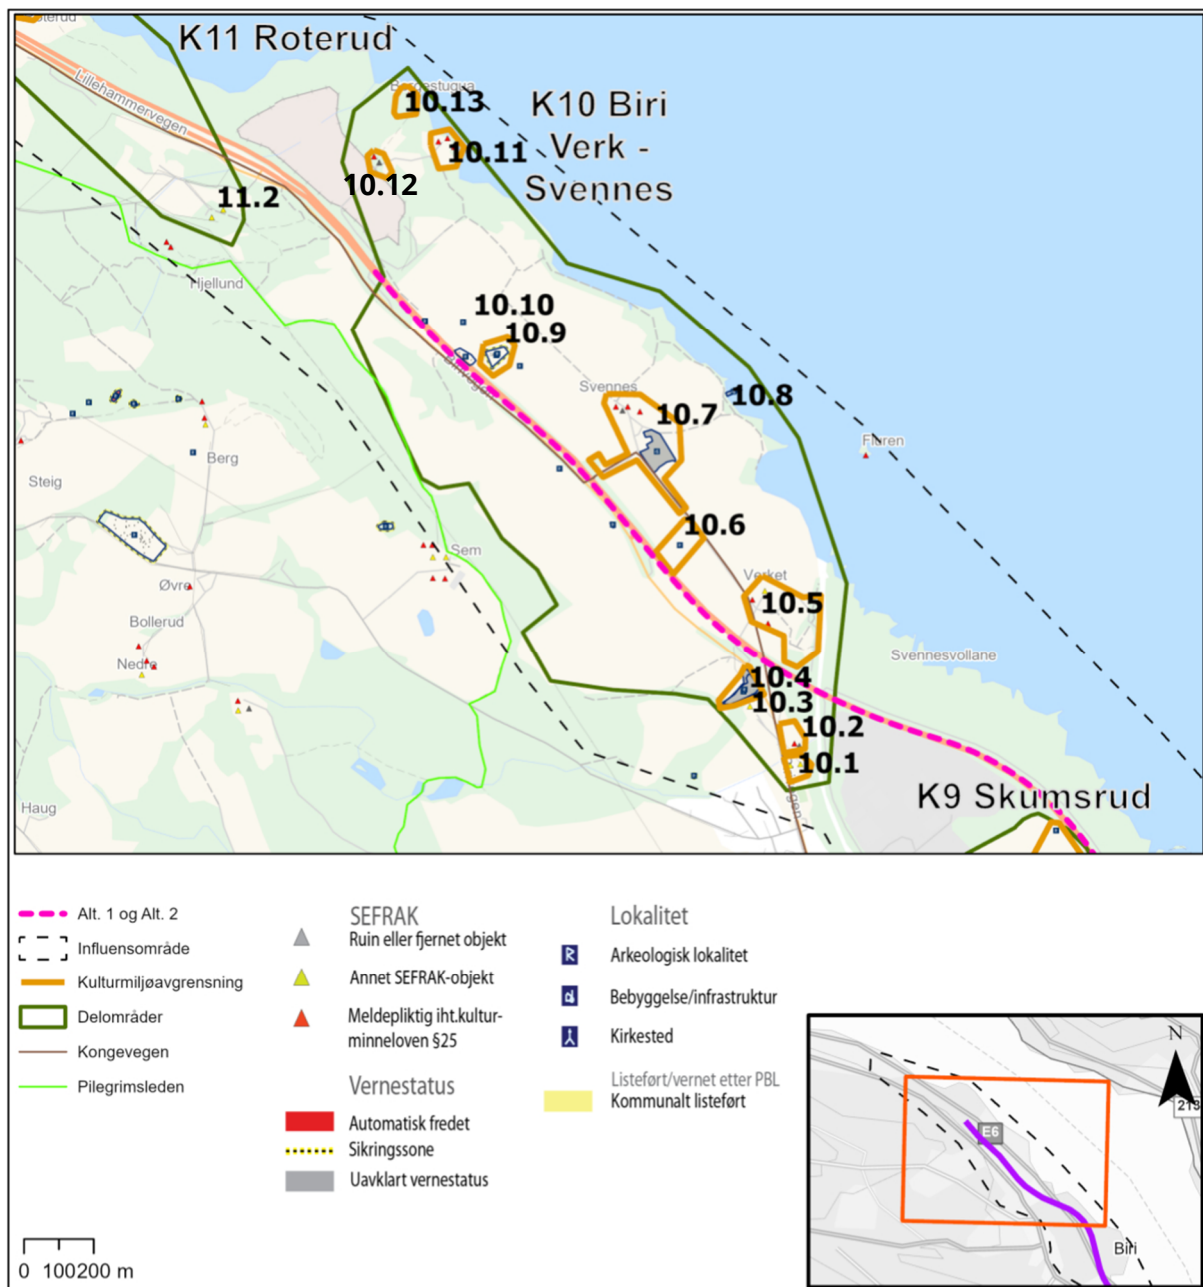 Roterud
K11 Roterud
Lillehammervegen
10.13
K10 Biri
Verk -
Svennes
10.11
10.12
11.2
Hjellund
10.10
10.9
Svennes
10.8
10.7
Fluren
Berg
Steig
10.6
Sem
Øvre
Verket
10.5
Bollerud
Nedre
Svennesvollane
10.4
10.3
10.2
10.1
K9 Skumsrud
Haug
Alt. 1 og Alt. 2
Influensområde
Kulturmiljøavgrensning
Delområder
Kongevegen
Pilegrimsleden
SEFRAK
Ruin eller fjernet objekt
Annet SEFRAK-objekt
Meldepliktig iht.kultur-
minneloven §25
Vernestatus
Automatisk fredet
Sikringssone
Uavklart vernestatus
Lokalitet
Arkeologisk lokalitet
Bebyggelse/infrastruktur
Kirkested
Listeført/vernet etter PBL
Kommunalt listeført
0 100200 m
N
213
E6
Biri